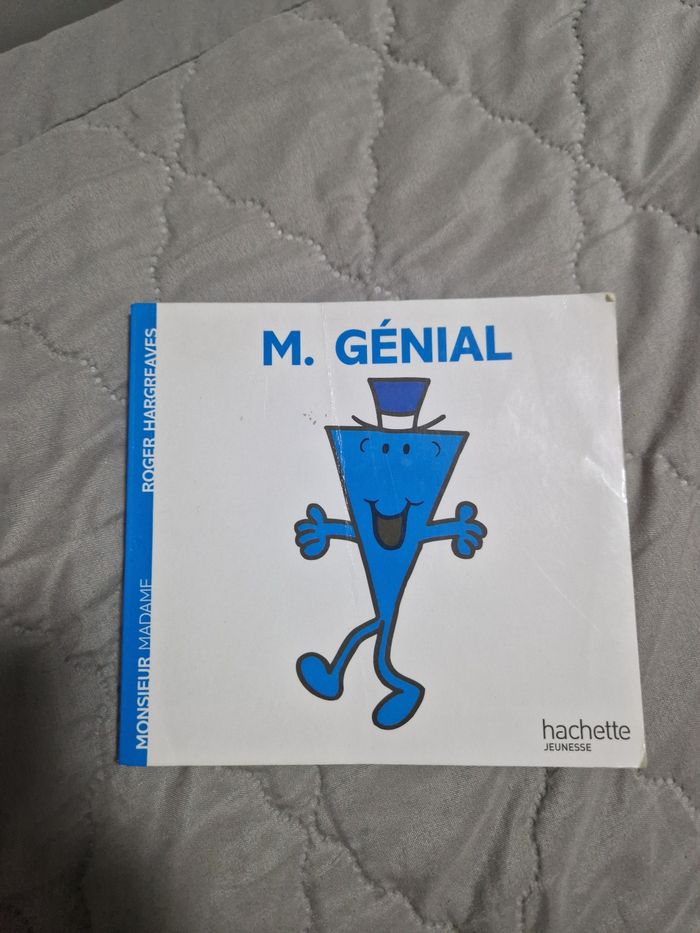 M. GÉNIAL
ROGER HARGREAVES
MONSIEUR MADAME
hachette
JEUNESSE